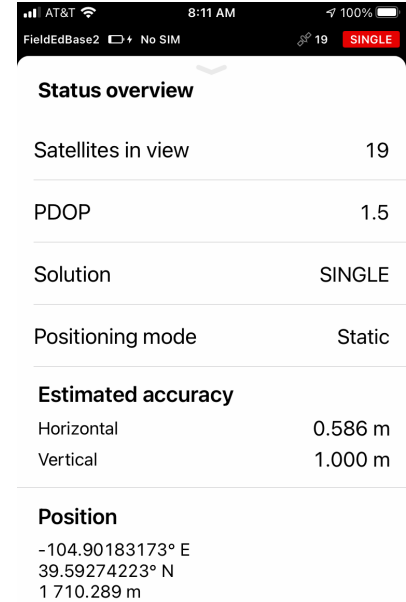 AT&T 8:11 AM 100%
FieldEdBase2 No SIM 19 SINGLE
Status overview
Satellites in view 19
PDOP 1.5
Solution SINGLE
Positioning mode Static
Estimated accuracy
Horizontal 0.586 m
Vertical 1.000 m
Position
-104.90183173° E
39.59274223° N
1 710.289 m